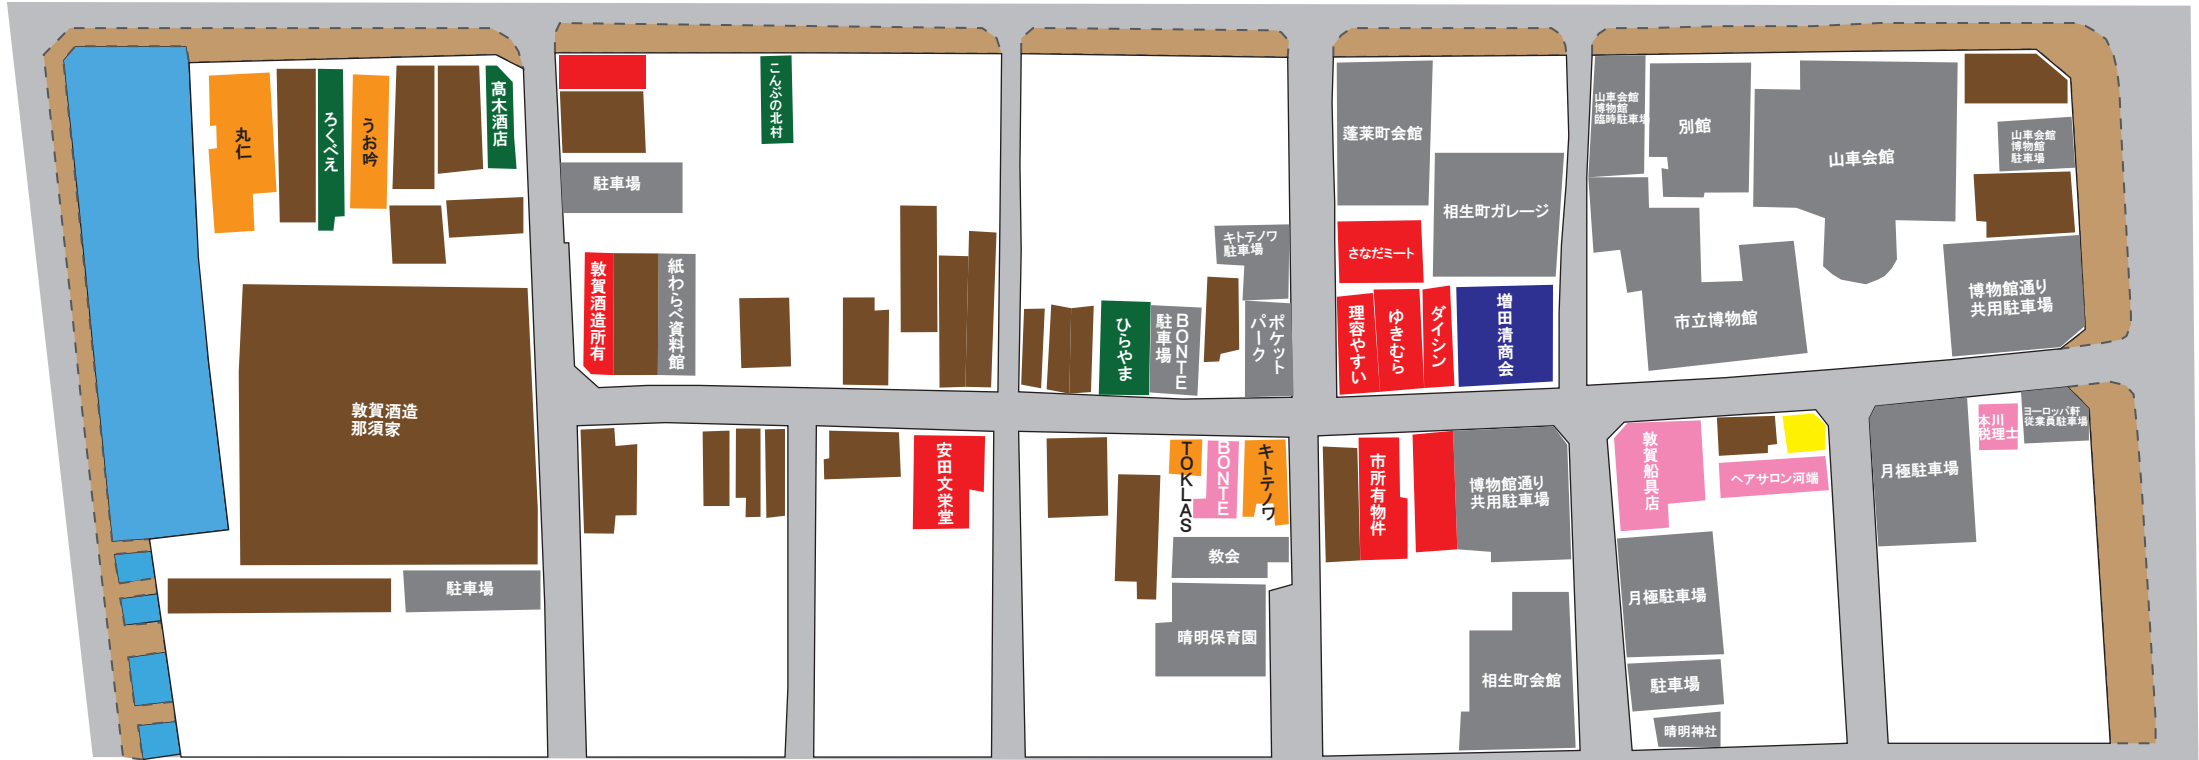 丸仁
ろくべえ
うお吟
髙木酒店
敦賀酒造
那須家
駐車場
こんぶの北村
駐車場
敦賀酒造所有
紙わらべ資料館
キトテノワ
駐車場
ひらやま
BONTE
駐車場
ポケット
パーク
安田文栄堂
TOKLAS
BONTE
キトテノワ
教会
晴明保育園
蓬莱町会館
相生町ガレージ
さなだミート
理容やすい
ゆきむら
ダイシン
増田清商会
市所有物件
博物館通り
共用駐車場
相生町会館
山車会館
博物館
臨時駐車場
別館
山車会館
山車会館
博物館
駐車場
市立博物館
博物館通り
共用駐車場
敦賀船具店
ヘアサロン河端
月極駐車場
駐車場
晴明神社
月極駐車場
本川
税理士
ヨーロッパ軒
従業員駐車場